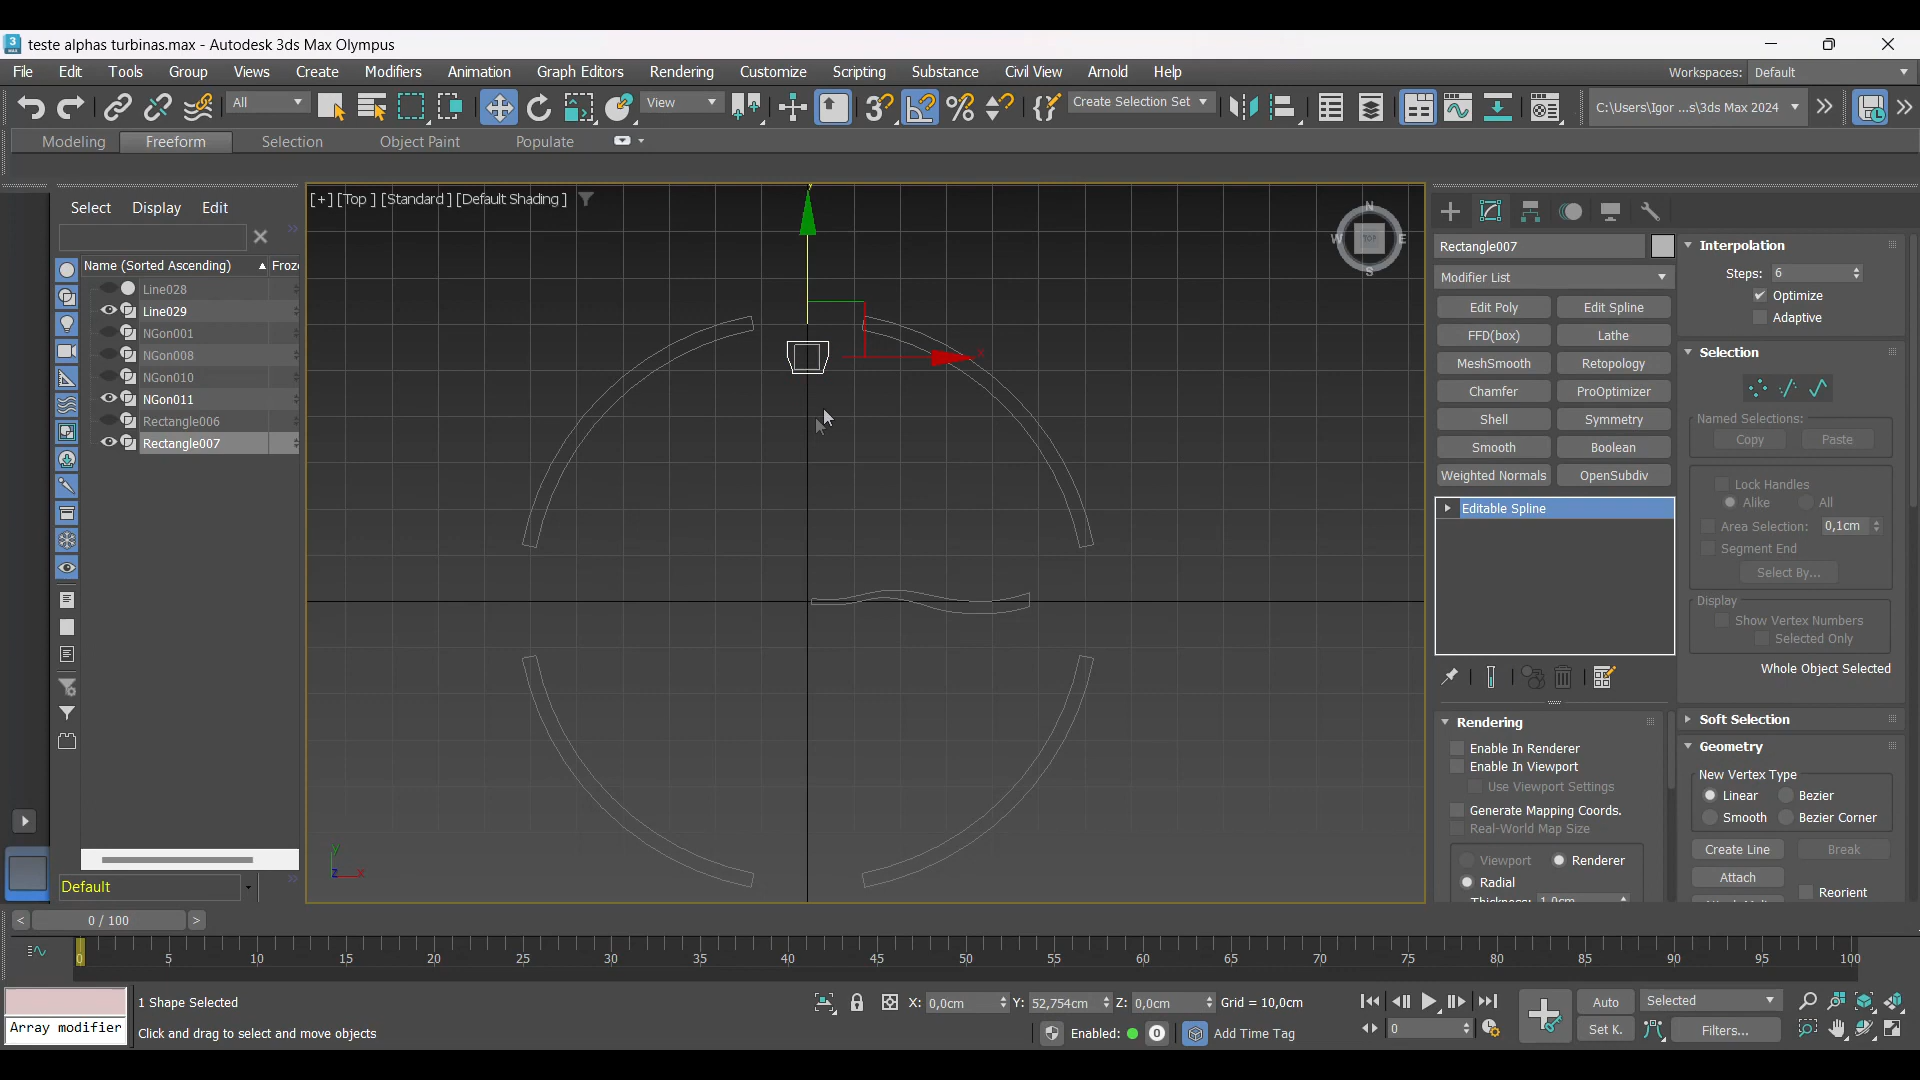 teste alphas turbinas.max - Autodesk 3ds Max Olympus
File Edit Tools Group Views Create Modifiers Animation Graph Editors Rendering Customize Scripting Substance Civil View Arnold Help Workspaces: Default
All View Create Selection Set C:\Users\Igor ...s\3ds Max 2024
Modeling Freeform Selection Object Paint Populate
Select Display Edit
Name (Sorted Ascending) Froz
Line028
Line029
NGon001
NGon008
NGon010
NGon011
Rectangle006
Rectangle007
Default
[+] [Top ] [Standard ] [Default Shading ]
N
W TOP E
S
y
x
y
z x
Rectangle007
Modifier List
Edit Poly Edit Spline
FFD(box) Lathe
MeshSmooth Retopology
Chamfer ProOptimizer
Shell Symmetry
Smooth Boolean
Weighted Normals OpenSubdiv
Editable Spline
Rendering
Enable In Renderer
Enable In Viewport
Use Viewport Settings
Generate Mapping Coords.
Real-World Map Size
Viewport Renderer
Radial
Thickness: 1,0cm
Interpolation
Steps: 6
Optimize
Adaptive
Selection
Named Selections:
Copy Paste
Lock Handles
Alike All
Area Selection: 0,1cm
Segment End
Select By...
Display
Show Vertex Numbers
Selected Only
Whole Object Selected
Soft Selection
Geometry
New Vertex Type
Linear Bezier
Smooth Bezier Corner
Create Line Break
Attach
Reorient
< 0 / 100 >
0 5 10 15 20 25 30 35 40 45 50 55 60 65 70 75 80 85 90 95 100
Array modifier
1 Shape Selected
Click and drag to select and move objects
X: 0,0cm Y: 52,754cm Z: 0,0cm Grid = 10,0cm
Enabled: 0 Add Time Tag
0
Auto Selected
Set K. Filters...